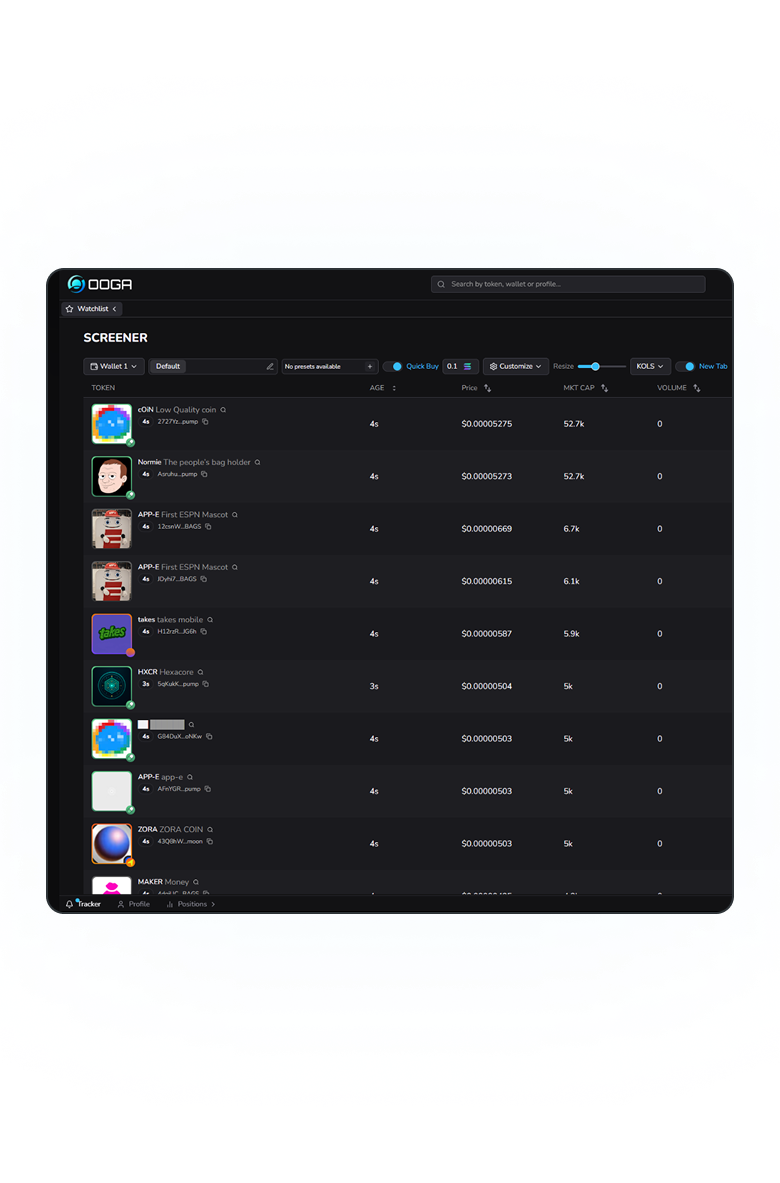 OOGA
Search by token, wallet or profile...
Watchlist
SCREENER
Wallet 1 Default No presets available + Quick Buy 0.1 Customize Resize KOLS New Tab
TOKEN AGE Price MKT CAP VOLUME
cOiN Low Quality coin
4s 2727Yz...pump
4s $0.00005275 52.7k 0
Normie The people's bag holder
4s Asruhu...pump
4s $0.00005273 52.7k 0
APP-E First ESPN Mascot
4s 12csnW...BAGS
4s $0.00000669 6.7k 0
APP-E First ESPN Mascot
4s JDyhi7...BAGS
4s $0.00000615 6.1k 0
takes
takes takes mobile
4s H12rzR...JG6h
4s $0.00000587 5.9k 0
HXCR Hexacore
3s 5qKukK...pump
3s $0.00000504 5k 0
4s G84DuX...oNKw
4s $0.00000503 5k 0
APP-E app-e
4s AFnYGR...pump
4s $0.00000503 5k 0
ZORA ZORA COIN
4s 43Q8hW...moon
4s $0.00000503 5k 0
MAKER Money
Tracker Profile Positions